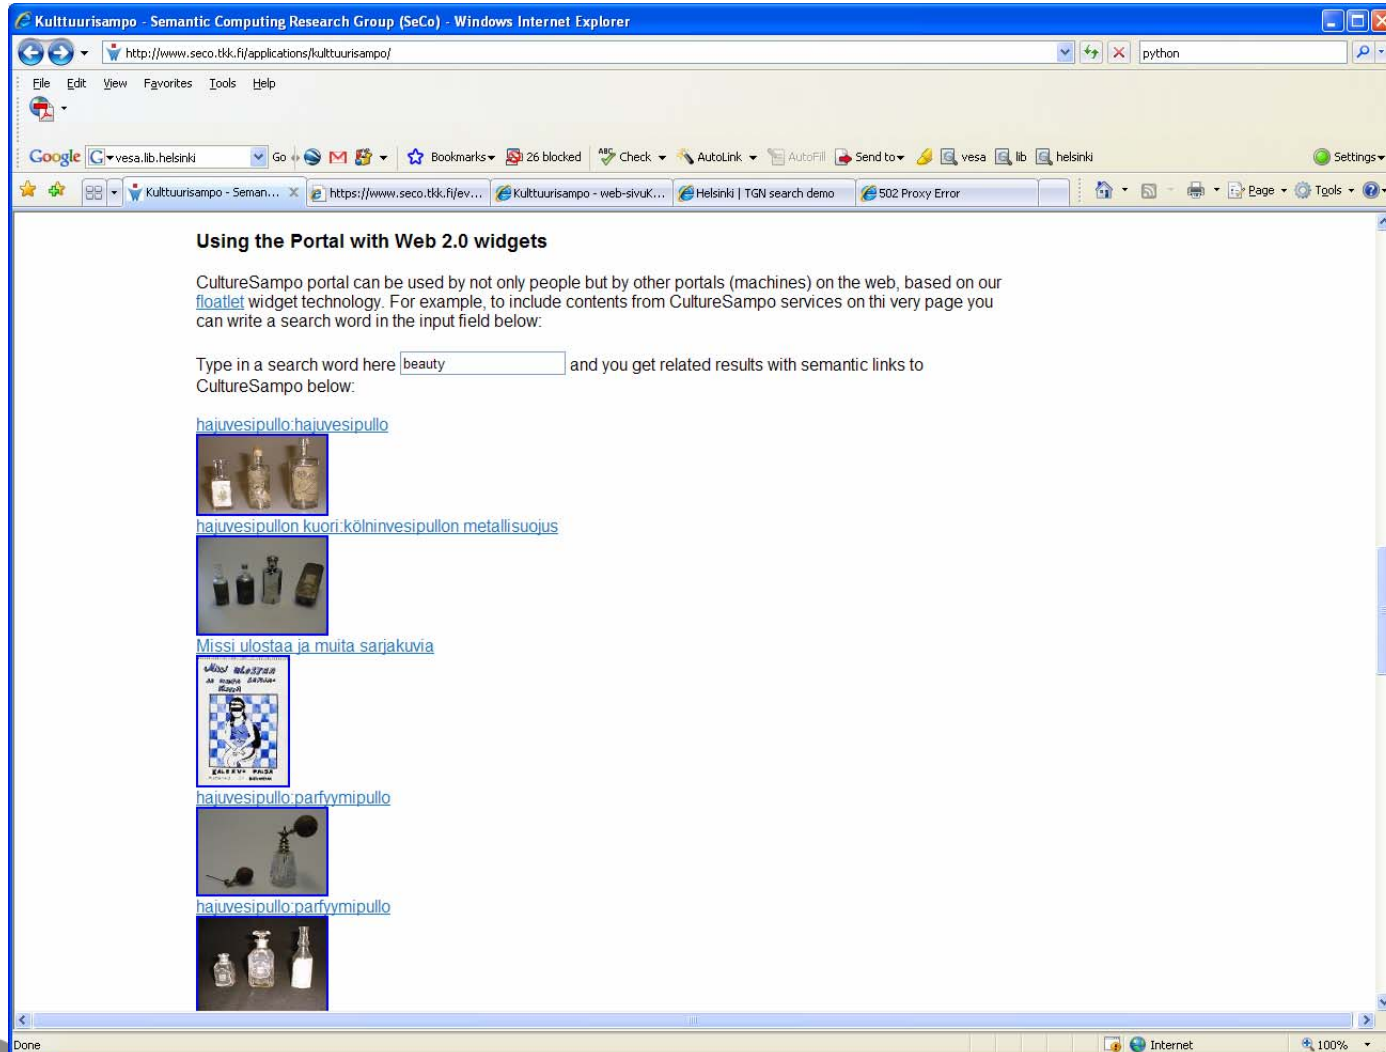 Kulttuurisampo - Semantic Computing Research Group (SeCo) - Windows Internet Explorer
http://www.seco.tkk.fi/applications/kulttuurisampo/
python
File Edit View Favorites Tools Help
Google G vesa.lib.helsinki Go Bookmarks 26 blocked ABC Check AutoLink AutoFill Send to vesa lib helsinki Settings
Kulttuurisampo - Seman... https://www.seco.tkk.fi/ev... Kulttuurisampo - web-sivuK... Helsinki | TGN search demo 502 Proxy Error Page Tools
Using the Portal with Web 2.0 widgets
CultureSampo portal can be used by not only people but by other portals (machines) on the web, based on our
floatlet widget technology. For example, to include contents from CultureSampo services on thi very page you
can write a search word in the input field below:
Type in a search word here beauty and you get related results with semantic links to
CultureSampo below:
hajuvesipullo:hajuvesipullo
hajuvesipullon kuori:kölninvesipullon metallisuojus
Missi ulostaa ja muita sarjakuvia
hajuvesipullo:parfyymipullo
hajuvesipullo:parfyymipullo
Done Internet 100%